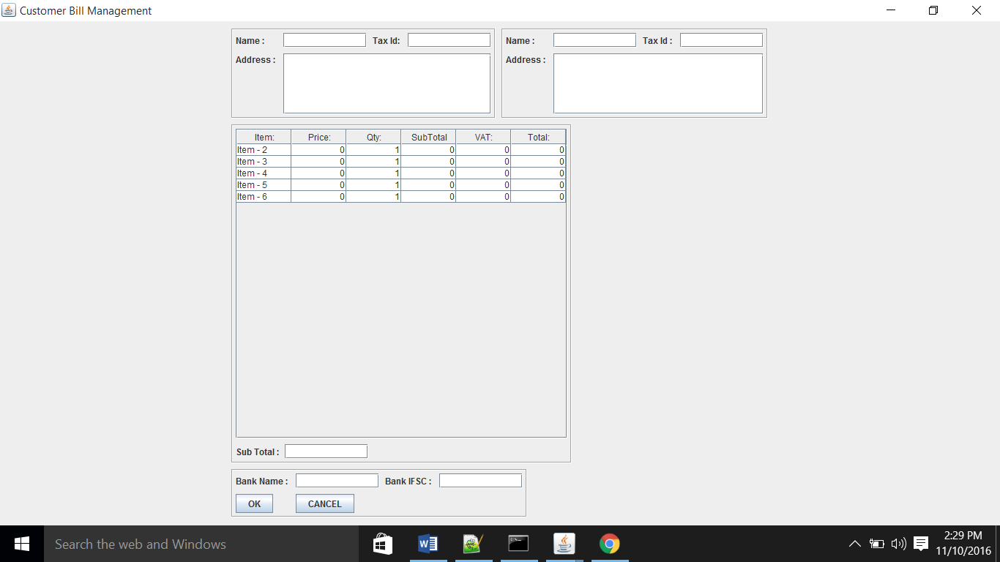 Customer Bill Management
Name : Tax Id: Name : Tax Id :
Address : Address :
Item: Price: Qty: SubTotal VAT: Total:
Item - 2 0 1 0 0 0
Item - 3 0 1 0 0 0
Item - 4 0 1 0 0 0
Item - 5 0 1 0 0 0
Item - 6 0 1 0 0 0
Sub Total :
Bank Name : Bank IFSC :
OK CANCEL
Search the web and Windows
2:29 PM
11/10/2016